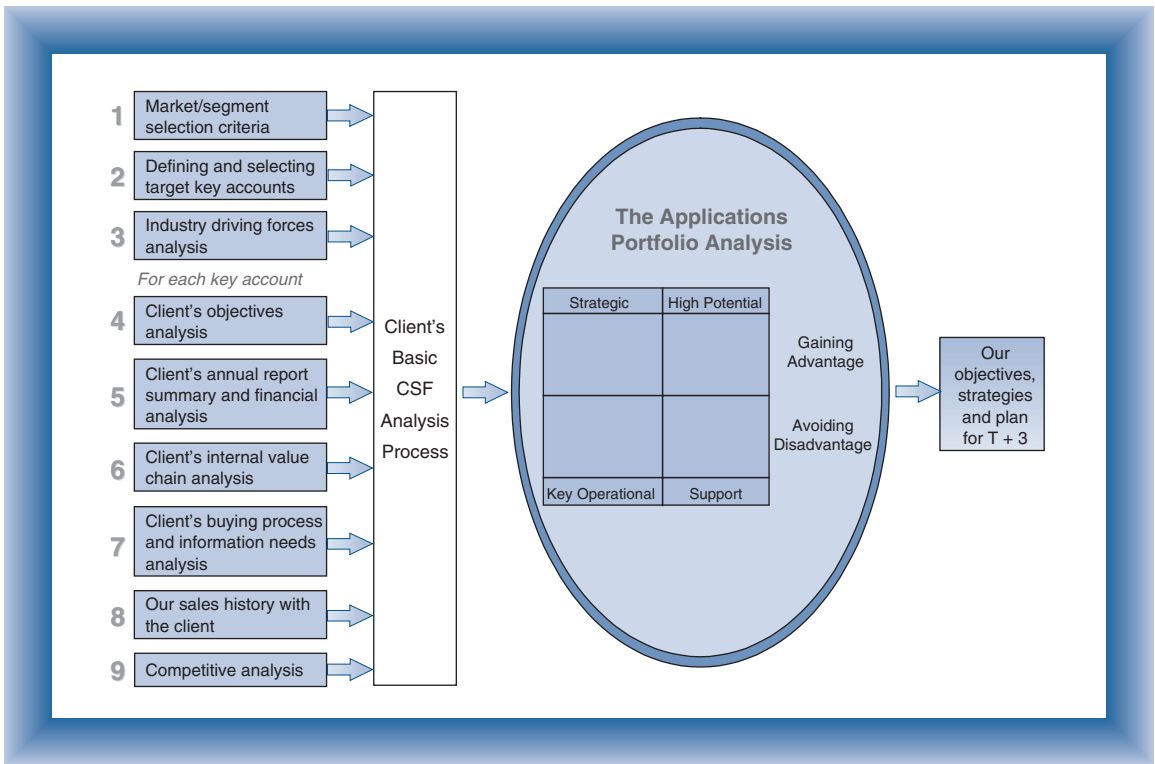 1
Market/segment
selection criteria
2
Defining and selecting
target key accounts
3
Industry driving forces
analysis
For each key account
4
Client's objectives
analysis
5
Client's annual report
summary and financial
analysis
6
Client's internal value
chain analysis
7
Client's buying process
and information needs
analysis
8
Our sales history with
the client
9
Competitive analysis
Client's
Basic
CSF
Analysis
Process
The Applications
Portfolio Analysis
Strategic
High Potential
Gaining
Advantage
Avoiding
Disadvantage
Key Operational
Support
Our
objectives,
strategies
and plan
for T + 3